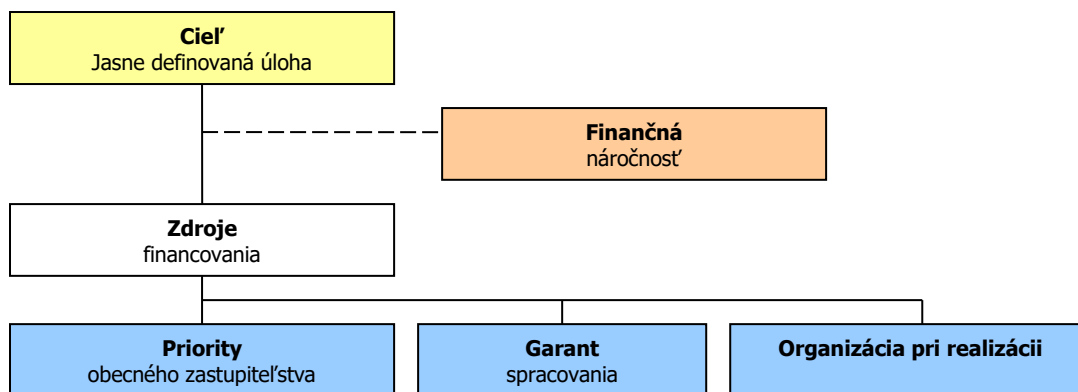 Cieľ
Jasne definovaná úloha
Finančná
náročnosť
Zdroje
financovania
Priority
obecného zastupiteľstva
Garant
spracovania
Organizácia pri realizácii